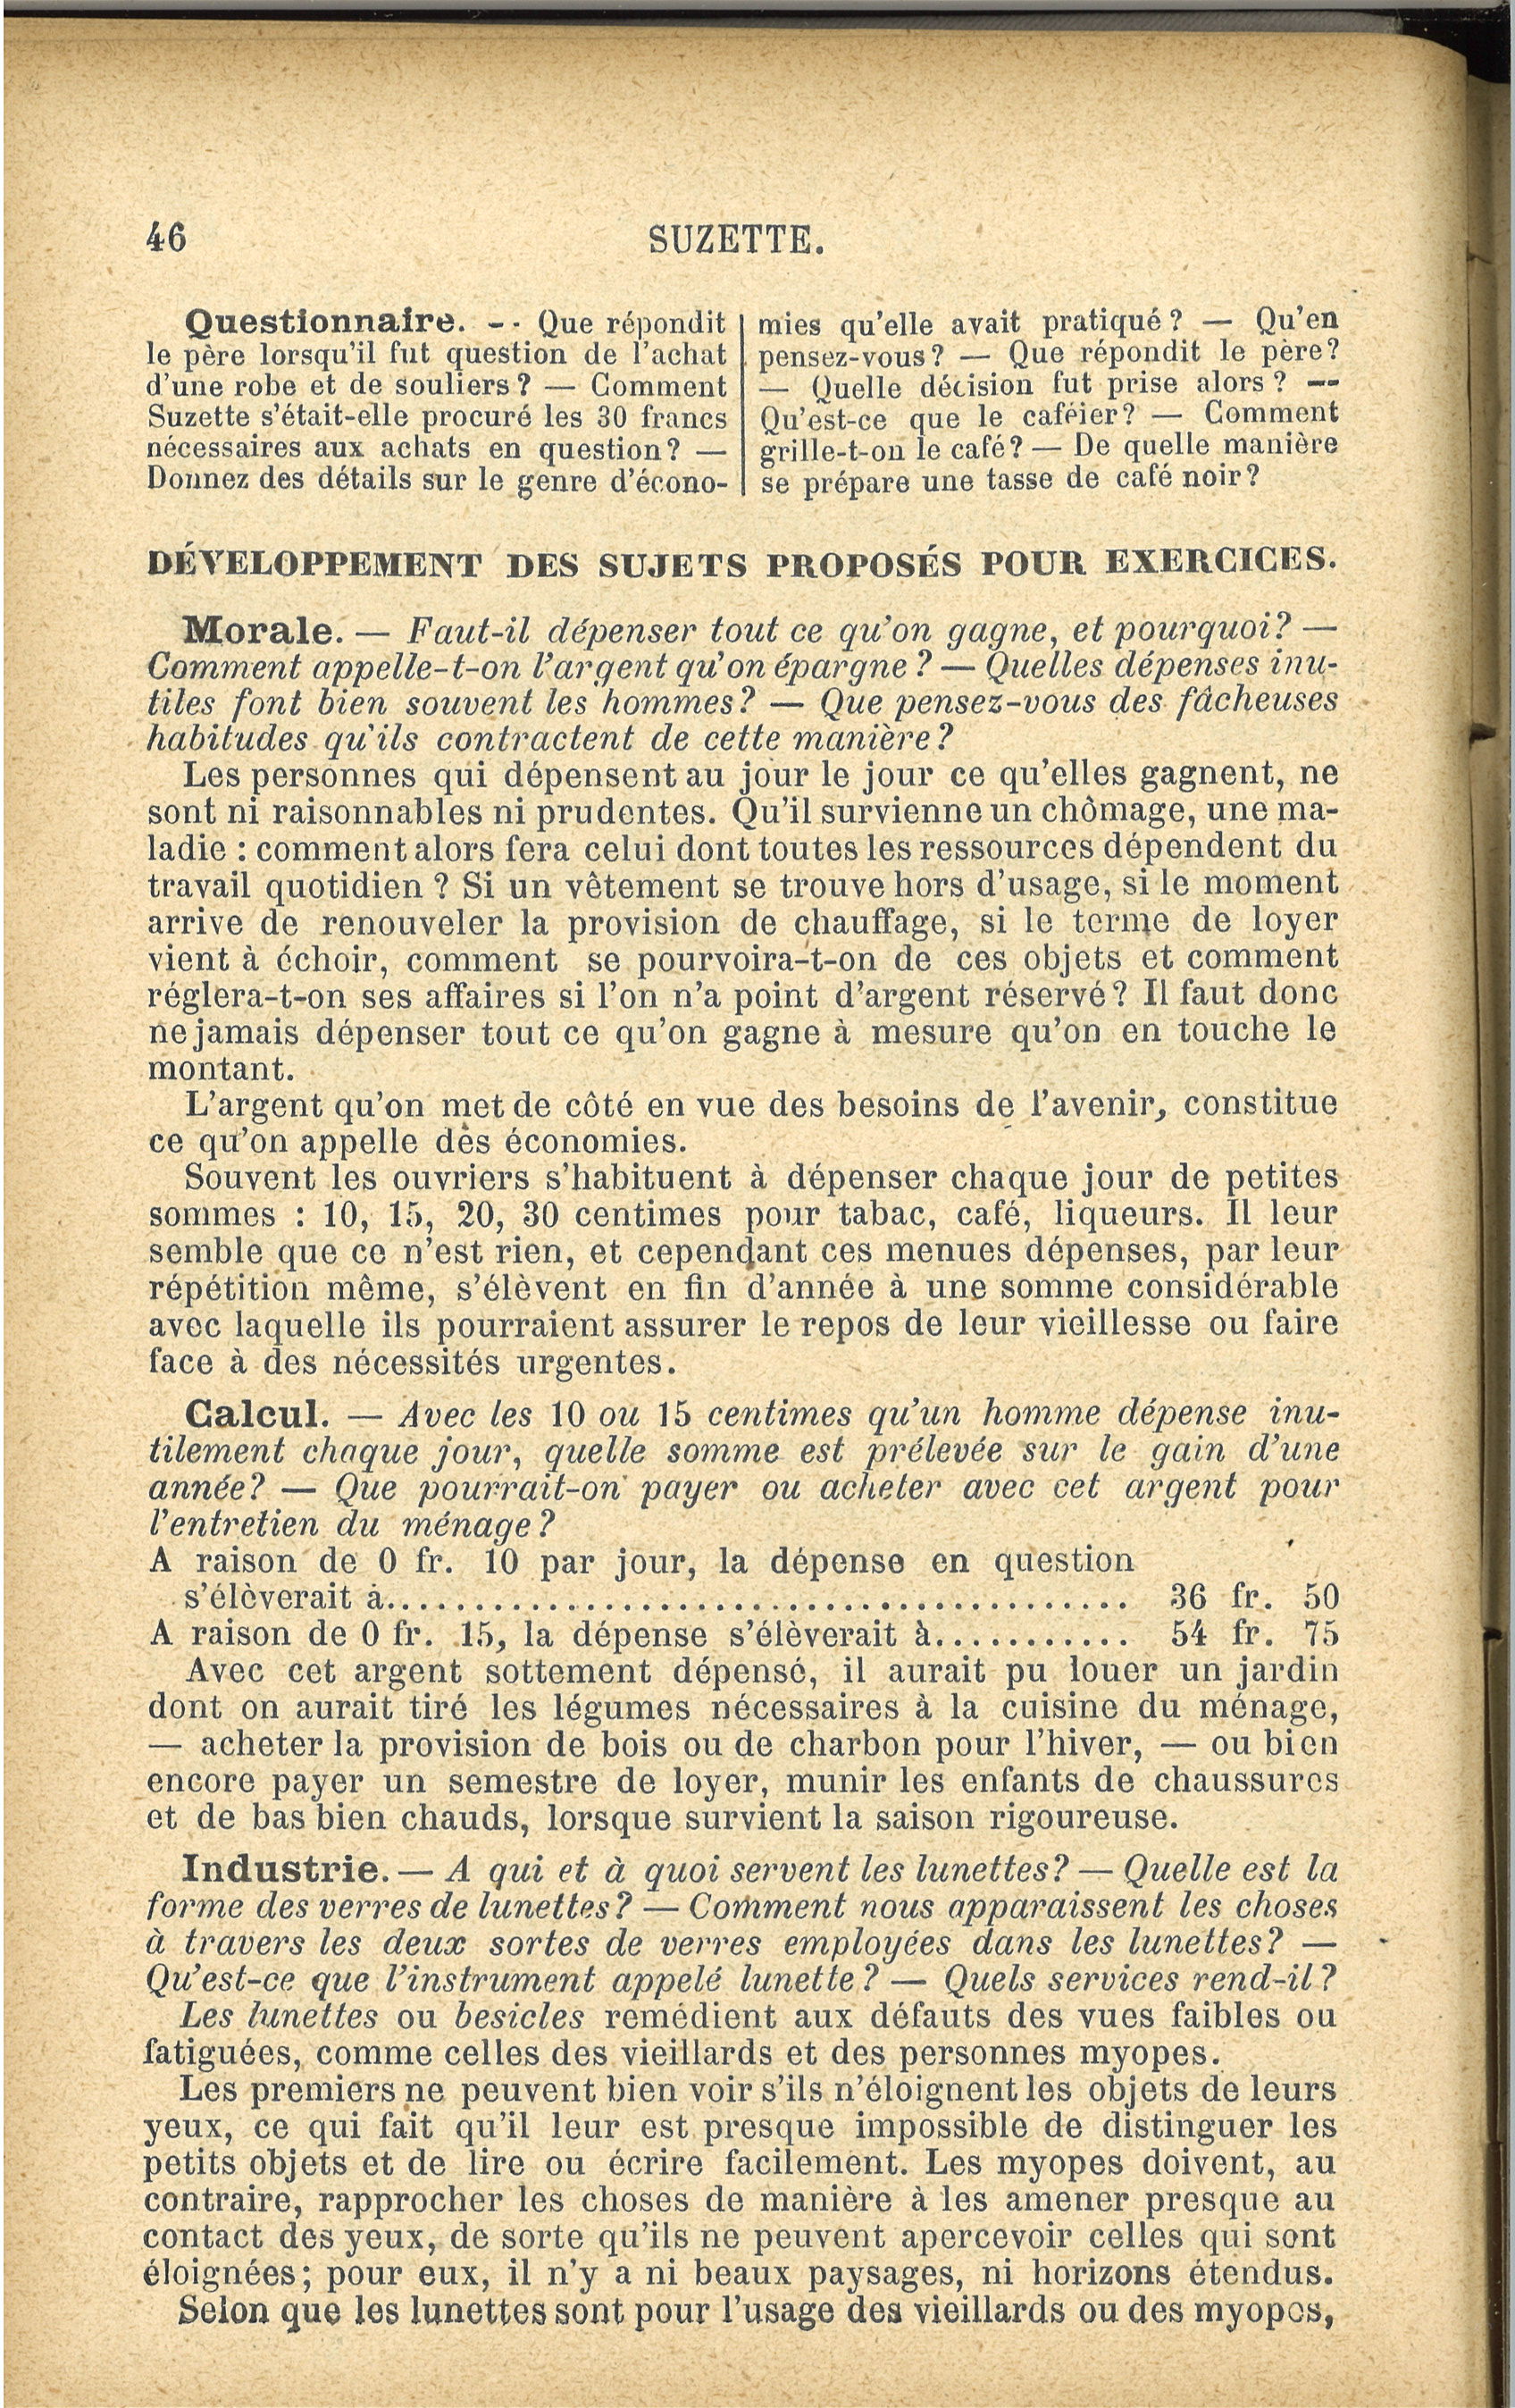 46
SUZETTE.
Questionnaire. -- Que répondit
le père lorsqu'il fut question de l'achat
d'une robe et de souliers ? — Comment
Suzette s'était-elle procuré les 30 francs
nécessaires aux achats en question ? —
Donnez des détails sur le genre d'écono-
mies qu'elle avait pratiqué ? — Qu'en
pensez-vous ? — Que répondit le père ?
— Quelle décision fut prise alors ? —
Qu'est-ce que le caféier ? — Comment
grille-t-on le café ? — De quelle manière
se prépare une tasse de café noir ?
DÉVELOPPEMENT DES SUJETS PROPOSÉS POUR EXERCICES.
Morale. — Faut-il dépenser tout ce qu'on gagne, et pourquoi ? —
Comment appelle-t-on l'argent qu'on épargne ? — Quelles dépenses inu-
tiles font bien souvent les hommes ? — Que pensez-vous des fâcheuses
habitudes qu'ils contractent de cette manière ?
Les personnes qui dépensent au jour le jour ce qu'elles gagnent, ne
sont ni raisonnables ni prudentes. Qu'il survienne un chômage, une ma-
ladie : comment alors fera celui dont toutes les ressources dépendent du
travail quotidien ? Si un vêtement se trouve hors d'usage, si le moment
arrive de renouveler la provision de chauffage, si le terme de loyer
vient à échoir, comment se pourvoira-t-on de ces objets et comment
réglera-t-on ses affaires si l'on n'a point d'argent réservé ? Il faut donc
ne jamais dépenser tout ce qu'on gagne à mesure qu'on en touche le
montant.
L'argent qu'on met de côté en vue des besoins de l'avenir, constitue
ce qu'on appelle des économies.
Souvent les ouvriers s'habituent à dépenser chaque jour de petites
sommes : 10, 15, 20, 30 centimes pour tabac, café, liqueurs. Il leur
semble que ce n'est rien, et cependant ces menues dépenses, par leur
répétition même, s'élèvent en fin d'année à une somme considérable
avec laquelle ils pourraient assurer le repos de leur vieillesse ou faire
face à des nécessités urgentes.
Calcul. — Avec les 10 ou 15 centimes qu'un homme dépense inu-
tilement chaque jour, quelle somme est prélevée sur le gain d'une
année ? — Que pourrait-on payer ou acheter avec cet argent pour
l'entretien du ménage ?
A raison de 0 fr. 10 par jour, la dépense en question
s'élèverait à........................................ 36 fr. 50
A raison de 0 fr. 15, la dépense s'élèverait à........... 54 fr. 75
Avec cet argent sottement dépensé, il aurait pu louer un jardin
dont on aurait tiré les légumes nécessaires à la cuisine du ménage,
— acheter la provision de bois ou de charbon pour l'hiver, — ou bien
encore payer un semestre de loyer, munir les enfants de chaussures
et de bas bien chauds, lorsque survient la saison rigoureuse.
Industrie. — A qui et à quoi servent les lunettes ? — Quelle est la
forme des verres de lunettes ? — Comment nous apparaissent les choses
à travers les deux sortes de verres employées dans les lunettes ? —
Qu'est-ce que l'instrument appelé lunette ? — Quels services rend-il ?
Les lunettes ou besicles remédient aux défauts des vues faibles ou
fatiguées, comme celles des vieillards et des personnes myopes.
Les premiers ne peuvent bien voir s'ils n'éloignent les objets de leurs
yeux, ce qui fait qu'il leur est presque impossible de distinguer les
petits objets et de lire ou écrire facilement. Les myopes doivent, au
contraire, rapprocher les choses de manière à les amener presque au
contact des yeux, de sorte qu'ils ne peuvent apercevoir celles qui sont
éloignées ; pour eux, il n'y a ni beaux paysages, ni horizons étendus.
Selon que les lunettes sont pour l'usage des vieillards ou des myopes,